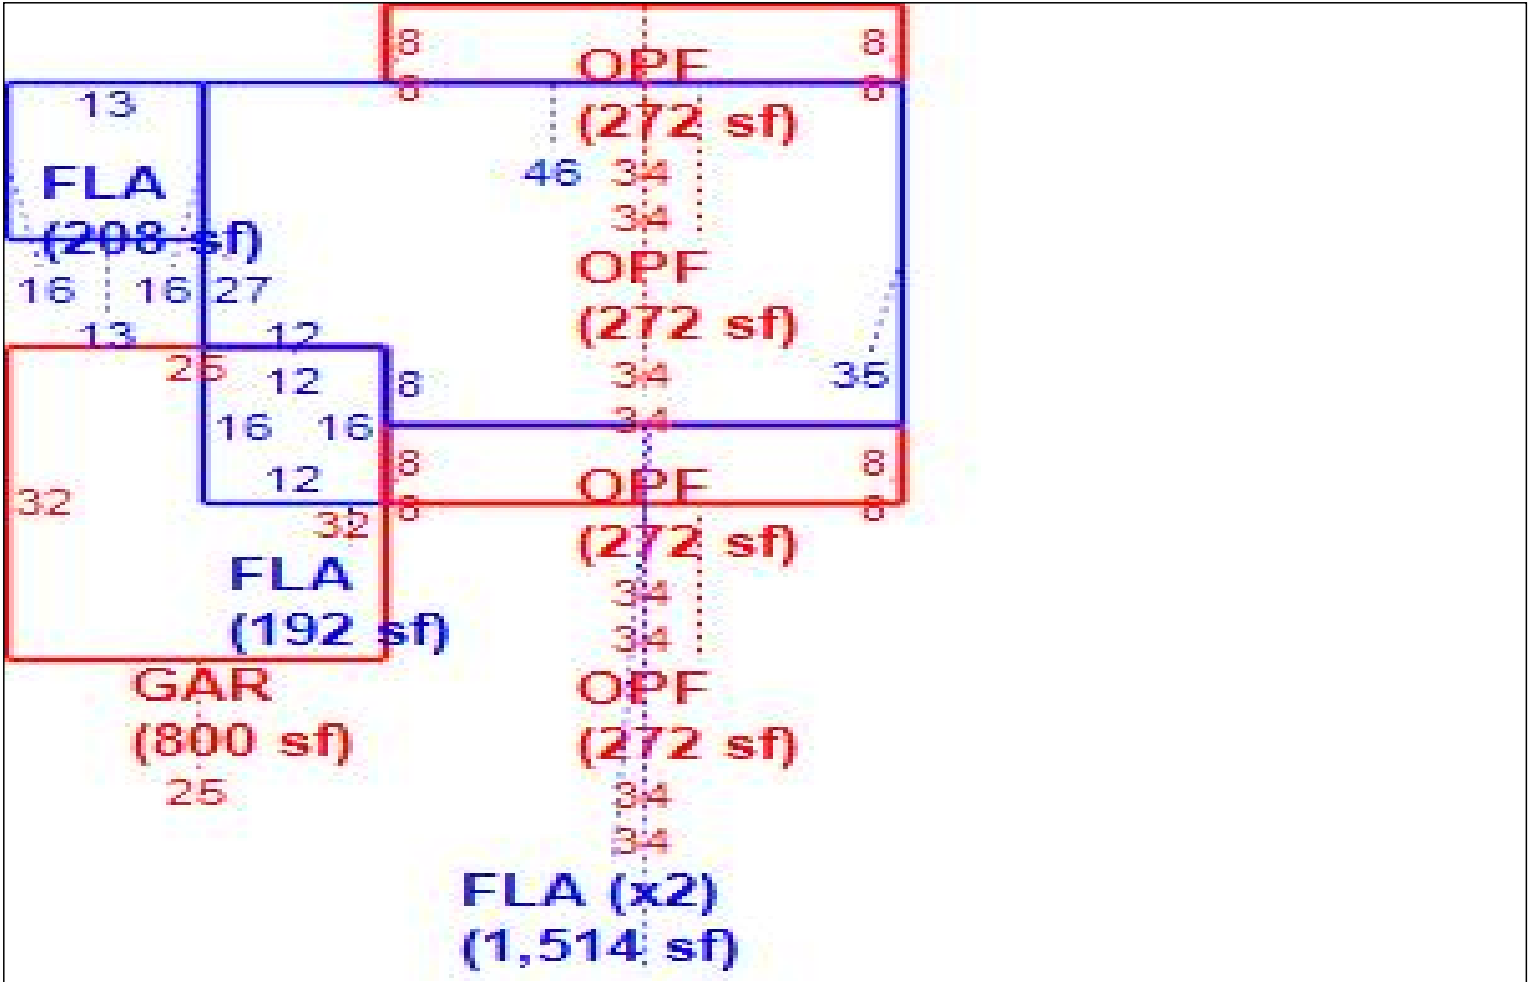 8 8
OPF
8 8
13
(272 sf)
46 34
FLA
34
(208 sf)
OPF
16 16 27
(272 sf)
13 12
25 12 8 34 35
34
16 16
8 8
12 OPF
32 32 8 8
(272 sf)
FLA
34
(192 sf) 34
GAR OPF
(800 sf) (272 sf)
25 34
34
FLA (x2)
(1,514 sf)